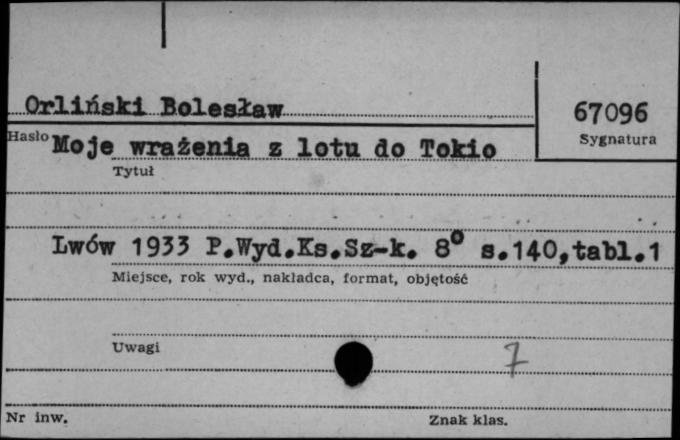 Orliński Bolesław
67096
Hasło
Sygnatura
Moje wrażenia z lotu do Tokio
Tytuł
Lwów 1933 P.Wyd.Ks.Sz-k. 8° s.140,tabl.1
Miejsce, rok wyd., nakładca, format, objętość
Uwagi
7
Nr inw.
Znak klas.